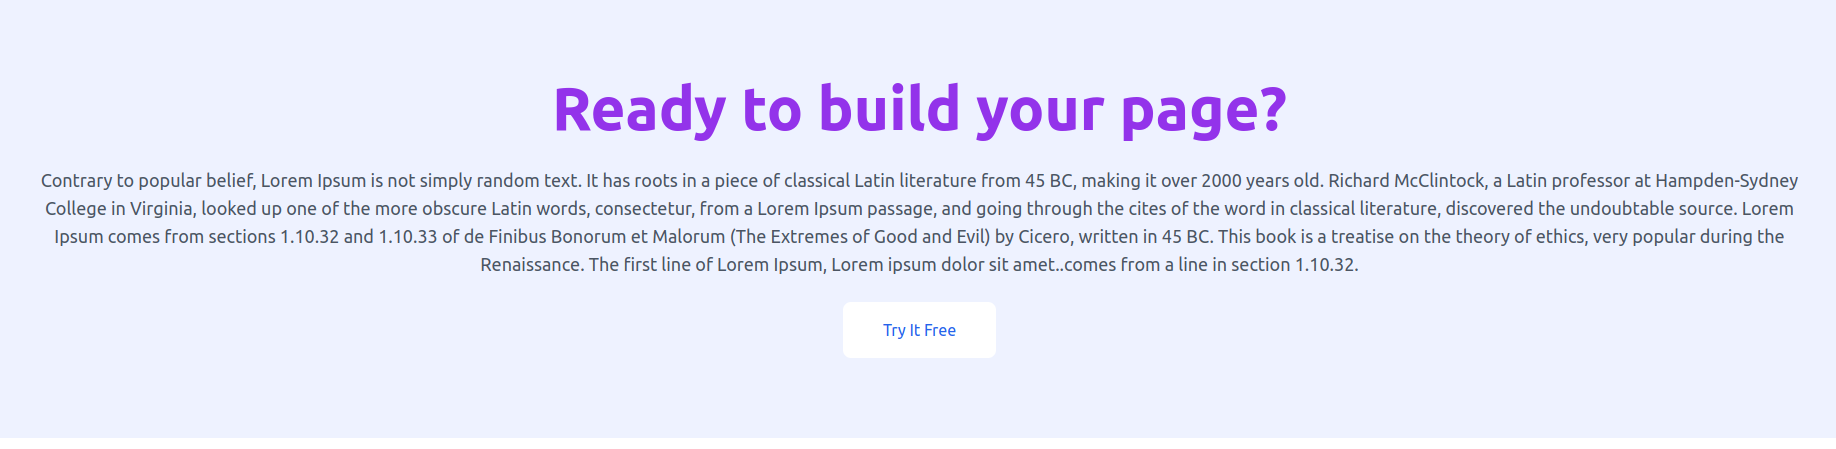 Ready to build your page?
Contrary to popular belief, Lorem Ipsum is not simply random text. It has roots in a piece of classical Latin literature from 45 BC, making it over 2000 years old. Richard McClintock, a Latin professor at Hampden-Sydney
College in Virginia, looked up one of the more obscure Latin words, consectetur, from a Lorem Ipsum passage, and going through the cites of the word in classical literature, discovered the undoubtable source. Lorem
Ipsum comes from sections 1.10.32 and 1.10.33 of de Finibus Bonorum et Malorum (The Extremes of Good and Evil) by Cicero, written in 45 BC. This book is a treatise on the theory of ethics, very popular during the
Renaissance. The first line of Lorem Ipsum, Lorem ipsum dolor sit amet..comes from a line in section 1.10.32.
Try It Free